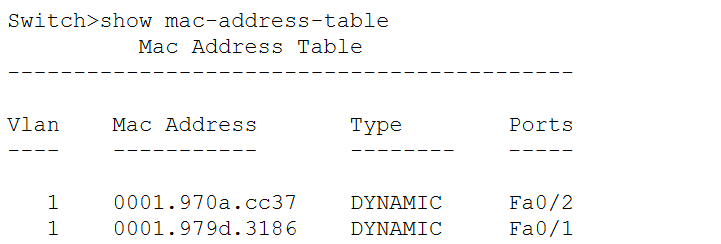 Switch>show mac-address-table
Mac Address Table
-------------------------------------------
Vlan Mac Address Type Ports
---- ----------- -------- -----
1 0001.970a.cc37 DYNAMIC Fa0/2
1 0001.979d.3186 DYNAMIC Fa0/1